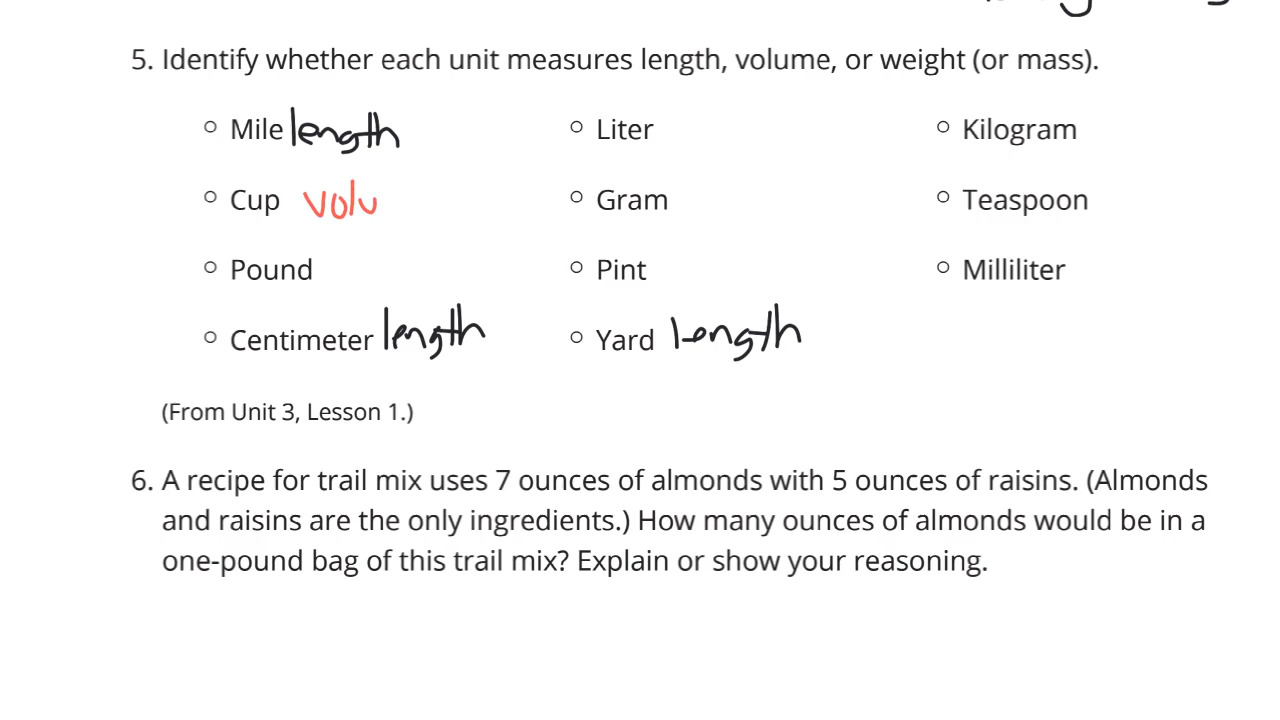 5. Identify whether each unit measures length, volume, or weight (or mass).
○ Mile length ○ Liter ○ Kilogram
○ Cup volu ○ Gram ○ Teaspoon
○ Pound ○ Pint ○ Milliliter
○ Centimeter length ○ Yard length
(From Unit 3, Lesson 1.)
6. A recipe for trail mix uses 7 ounces of almonds with 5 ounces of raisins. (Almonds
and raisins are the only ingredients.) How many ounces of almonds would be in a
one-pound bag of this trail mix? Explain or show your reasoning.